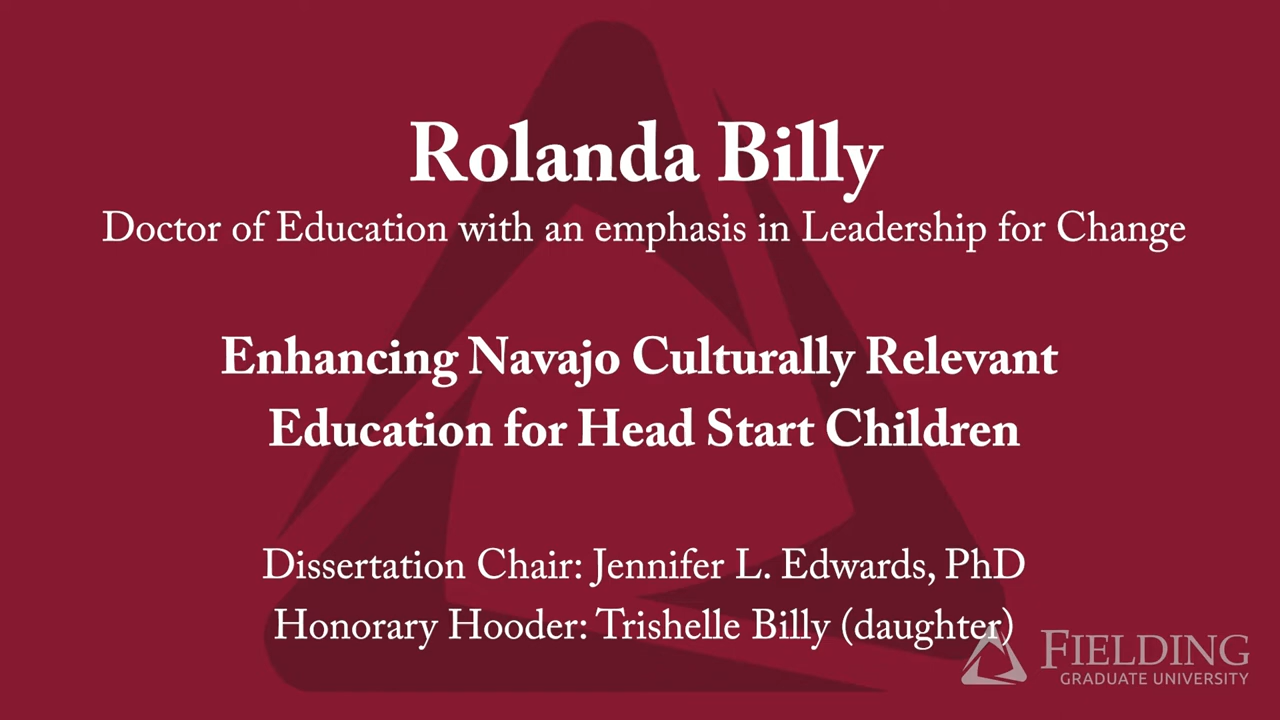 Rolanda Billy
Doctor of Education with an emphasis in Leadership for Change
Enhancing Navajo Culturally Relevant
Education for Head Start Children
Dissertation Chair: Jennifer L. Edwards, PhD
Honorary Hooder: Trishelle Billy (daughter)
FIELDING
GRADUATE UNIVERSITY